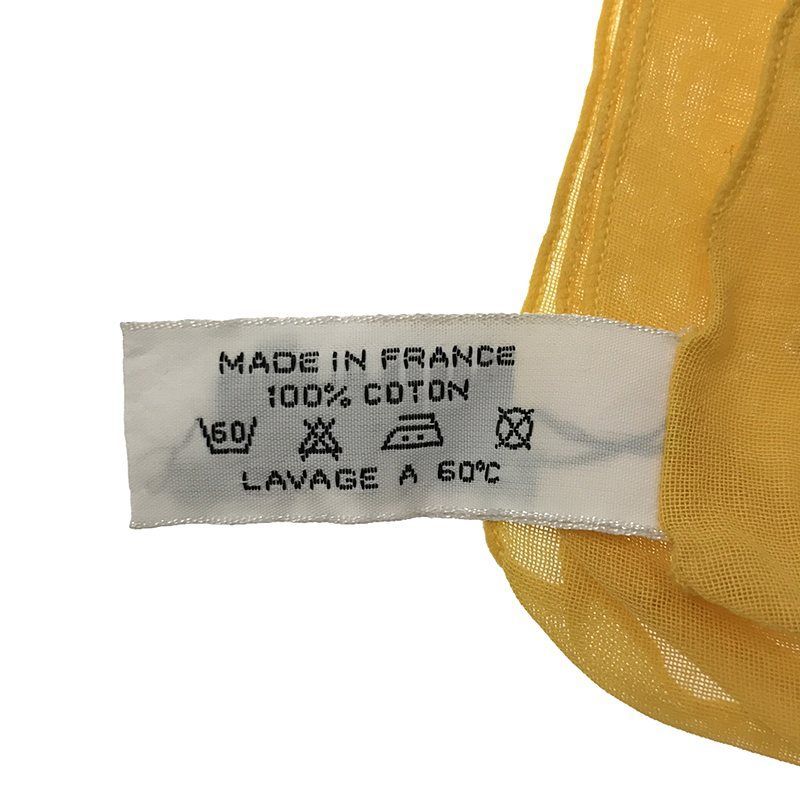 MADE IN FRANCE
100% COTON
60
LAVAGE A 60°C